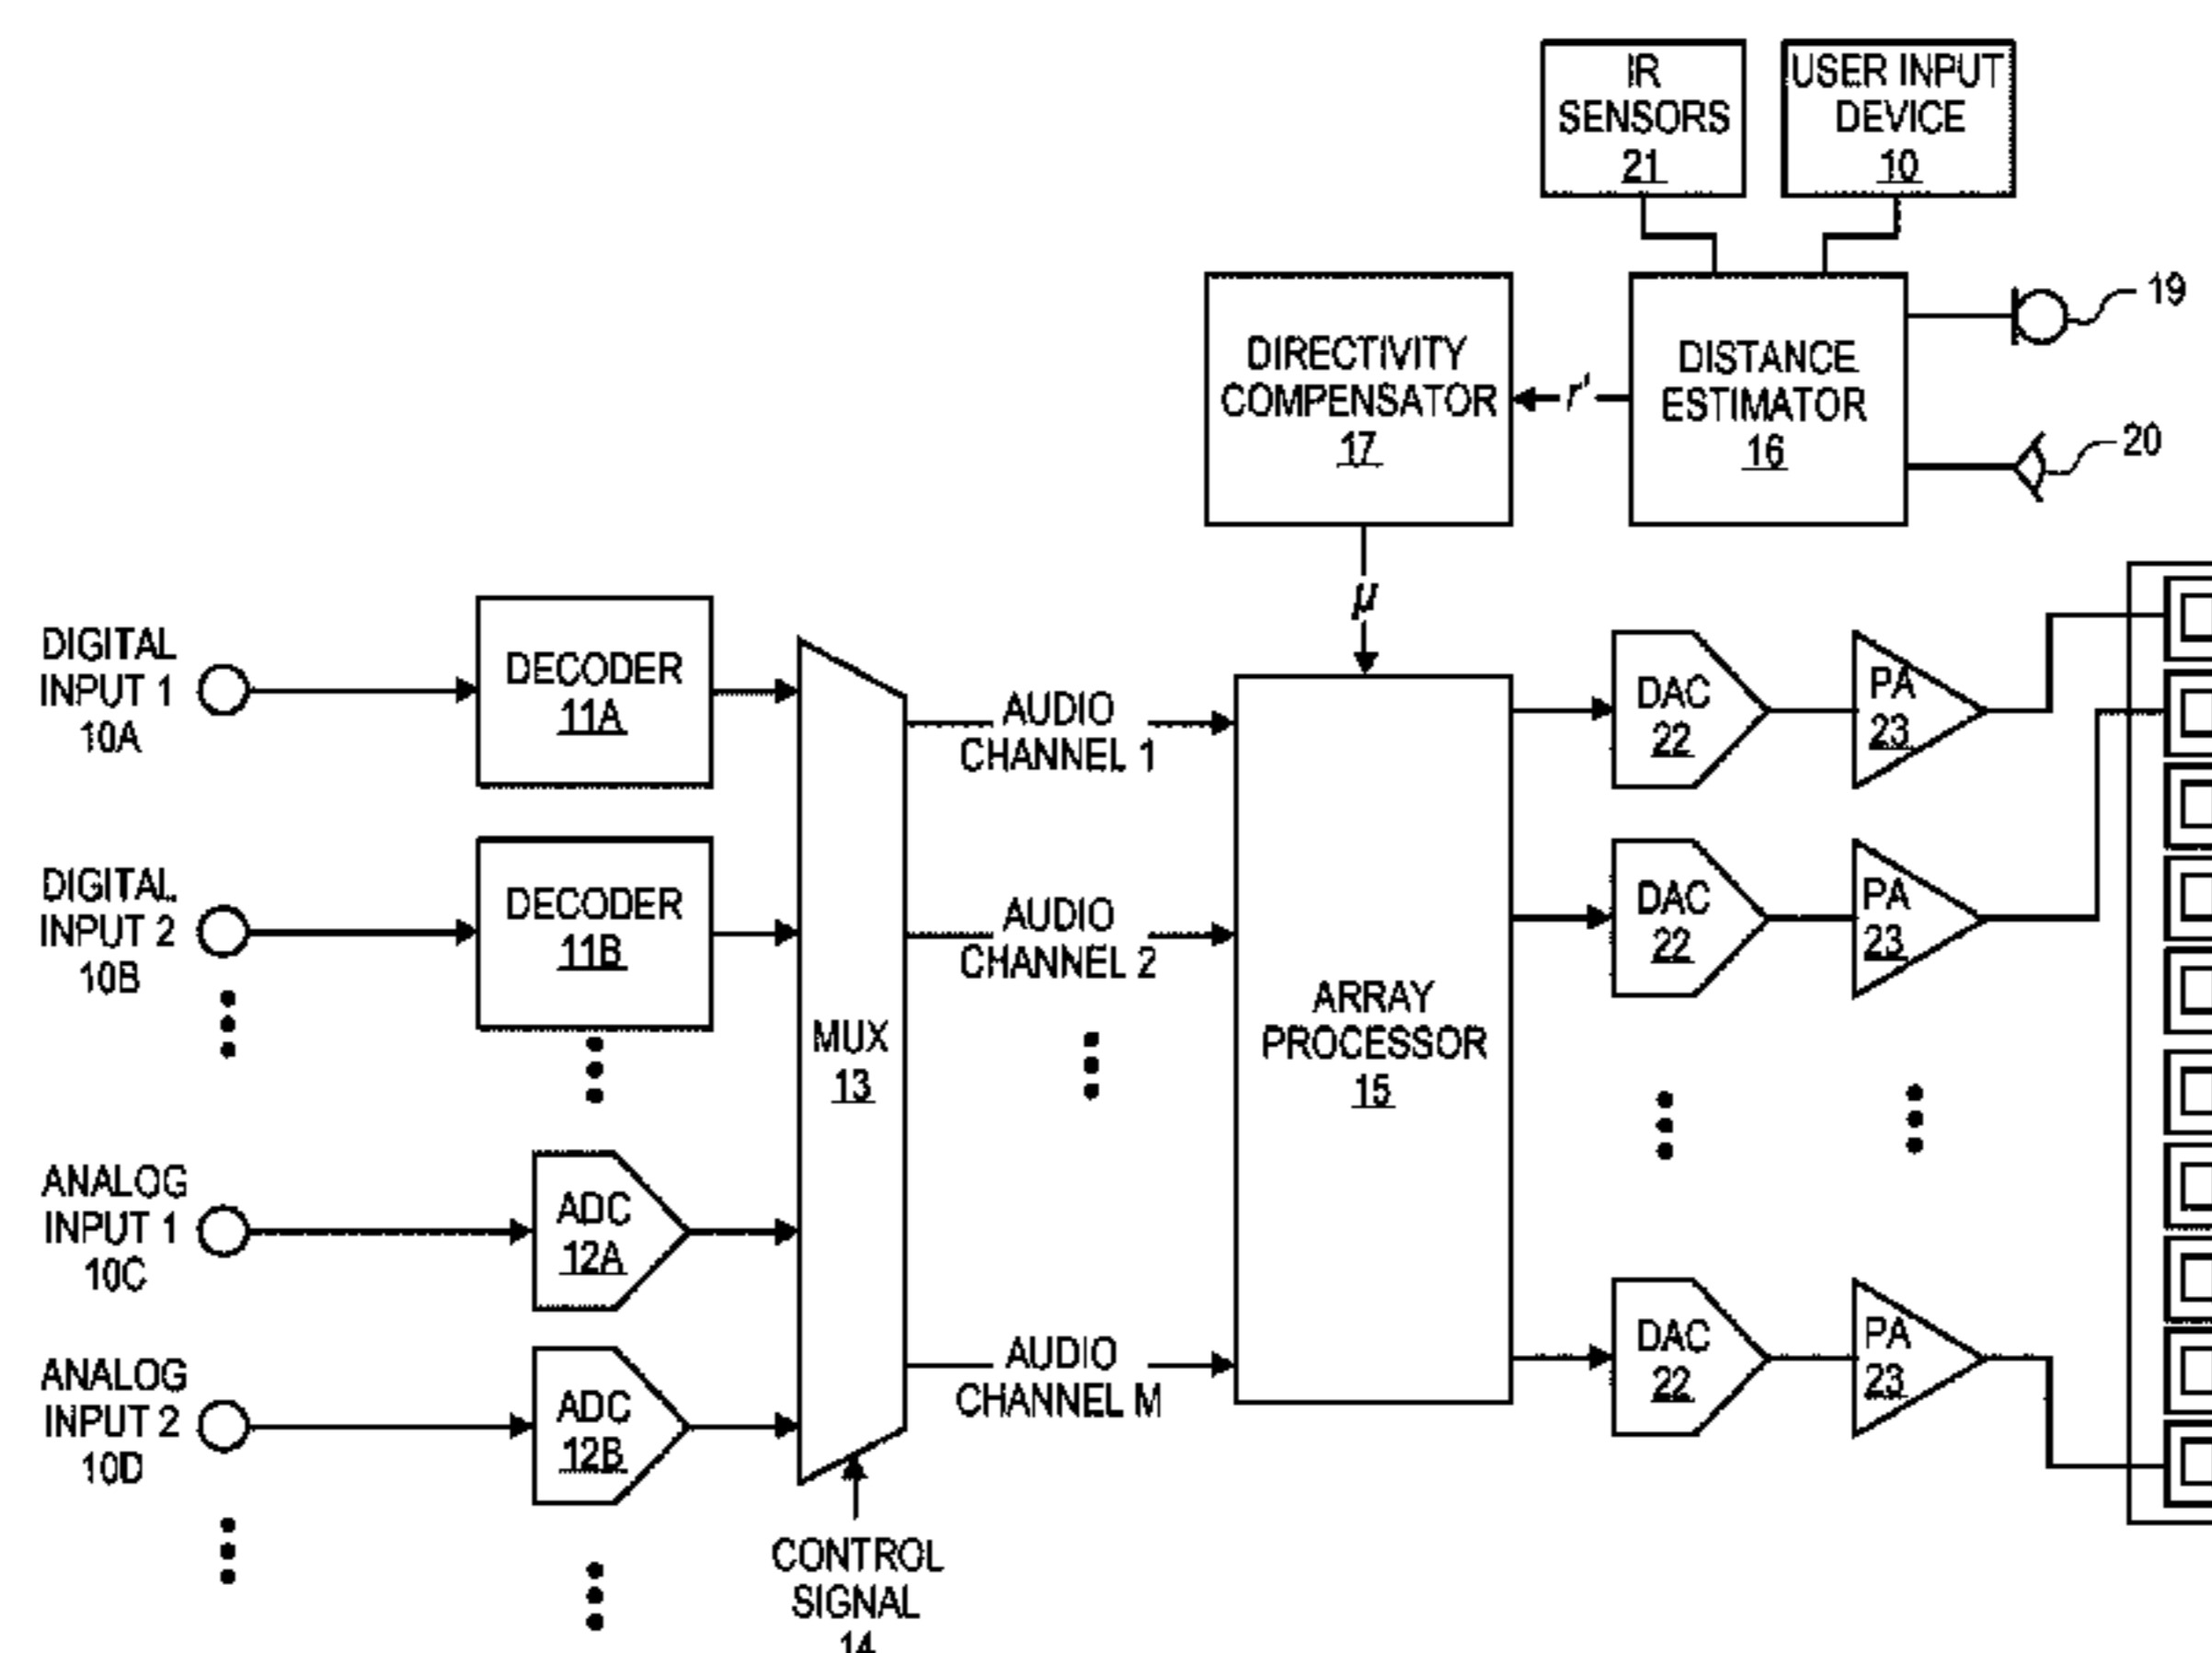 IR
SENSORS
21
USER INPUT
DEVICE
10
DIRECTIVITY
COMPENSATOR
17
r'
DISTANCE
ESTIMATOR
16
19
20
μ
DIGITAL
INPUT 1
10A
DECODER
11A
DIGITAL
INPUT 2
10B
DECODER
11B
ANALOG
INPUT 1
10C
ADC
12A
ANALOG
INPUT 2
10D
ADC
12B
MUX
13
CONTROL
SIGNAL
14
AUDIO
CHANNEL 1
AUDIO
CHANNEL 2
AUDIO
CHANNEL M
ARRAY
PROCESSOR
15
DAC
22
PA
23
DAC
22
PA
23
DAC
22
PA
23